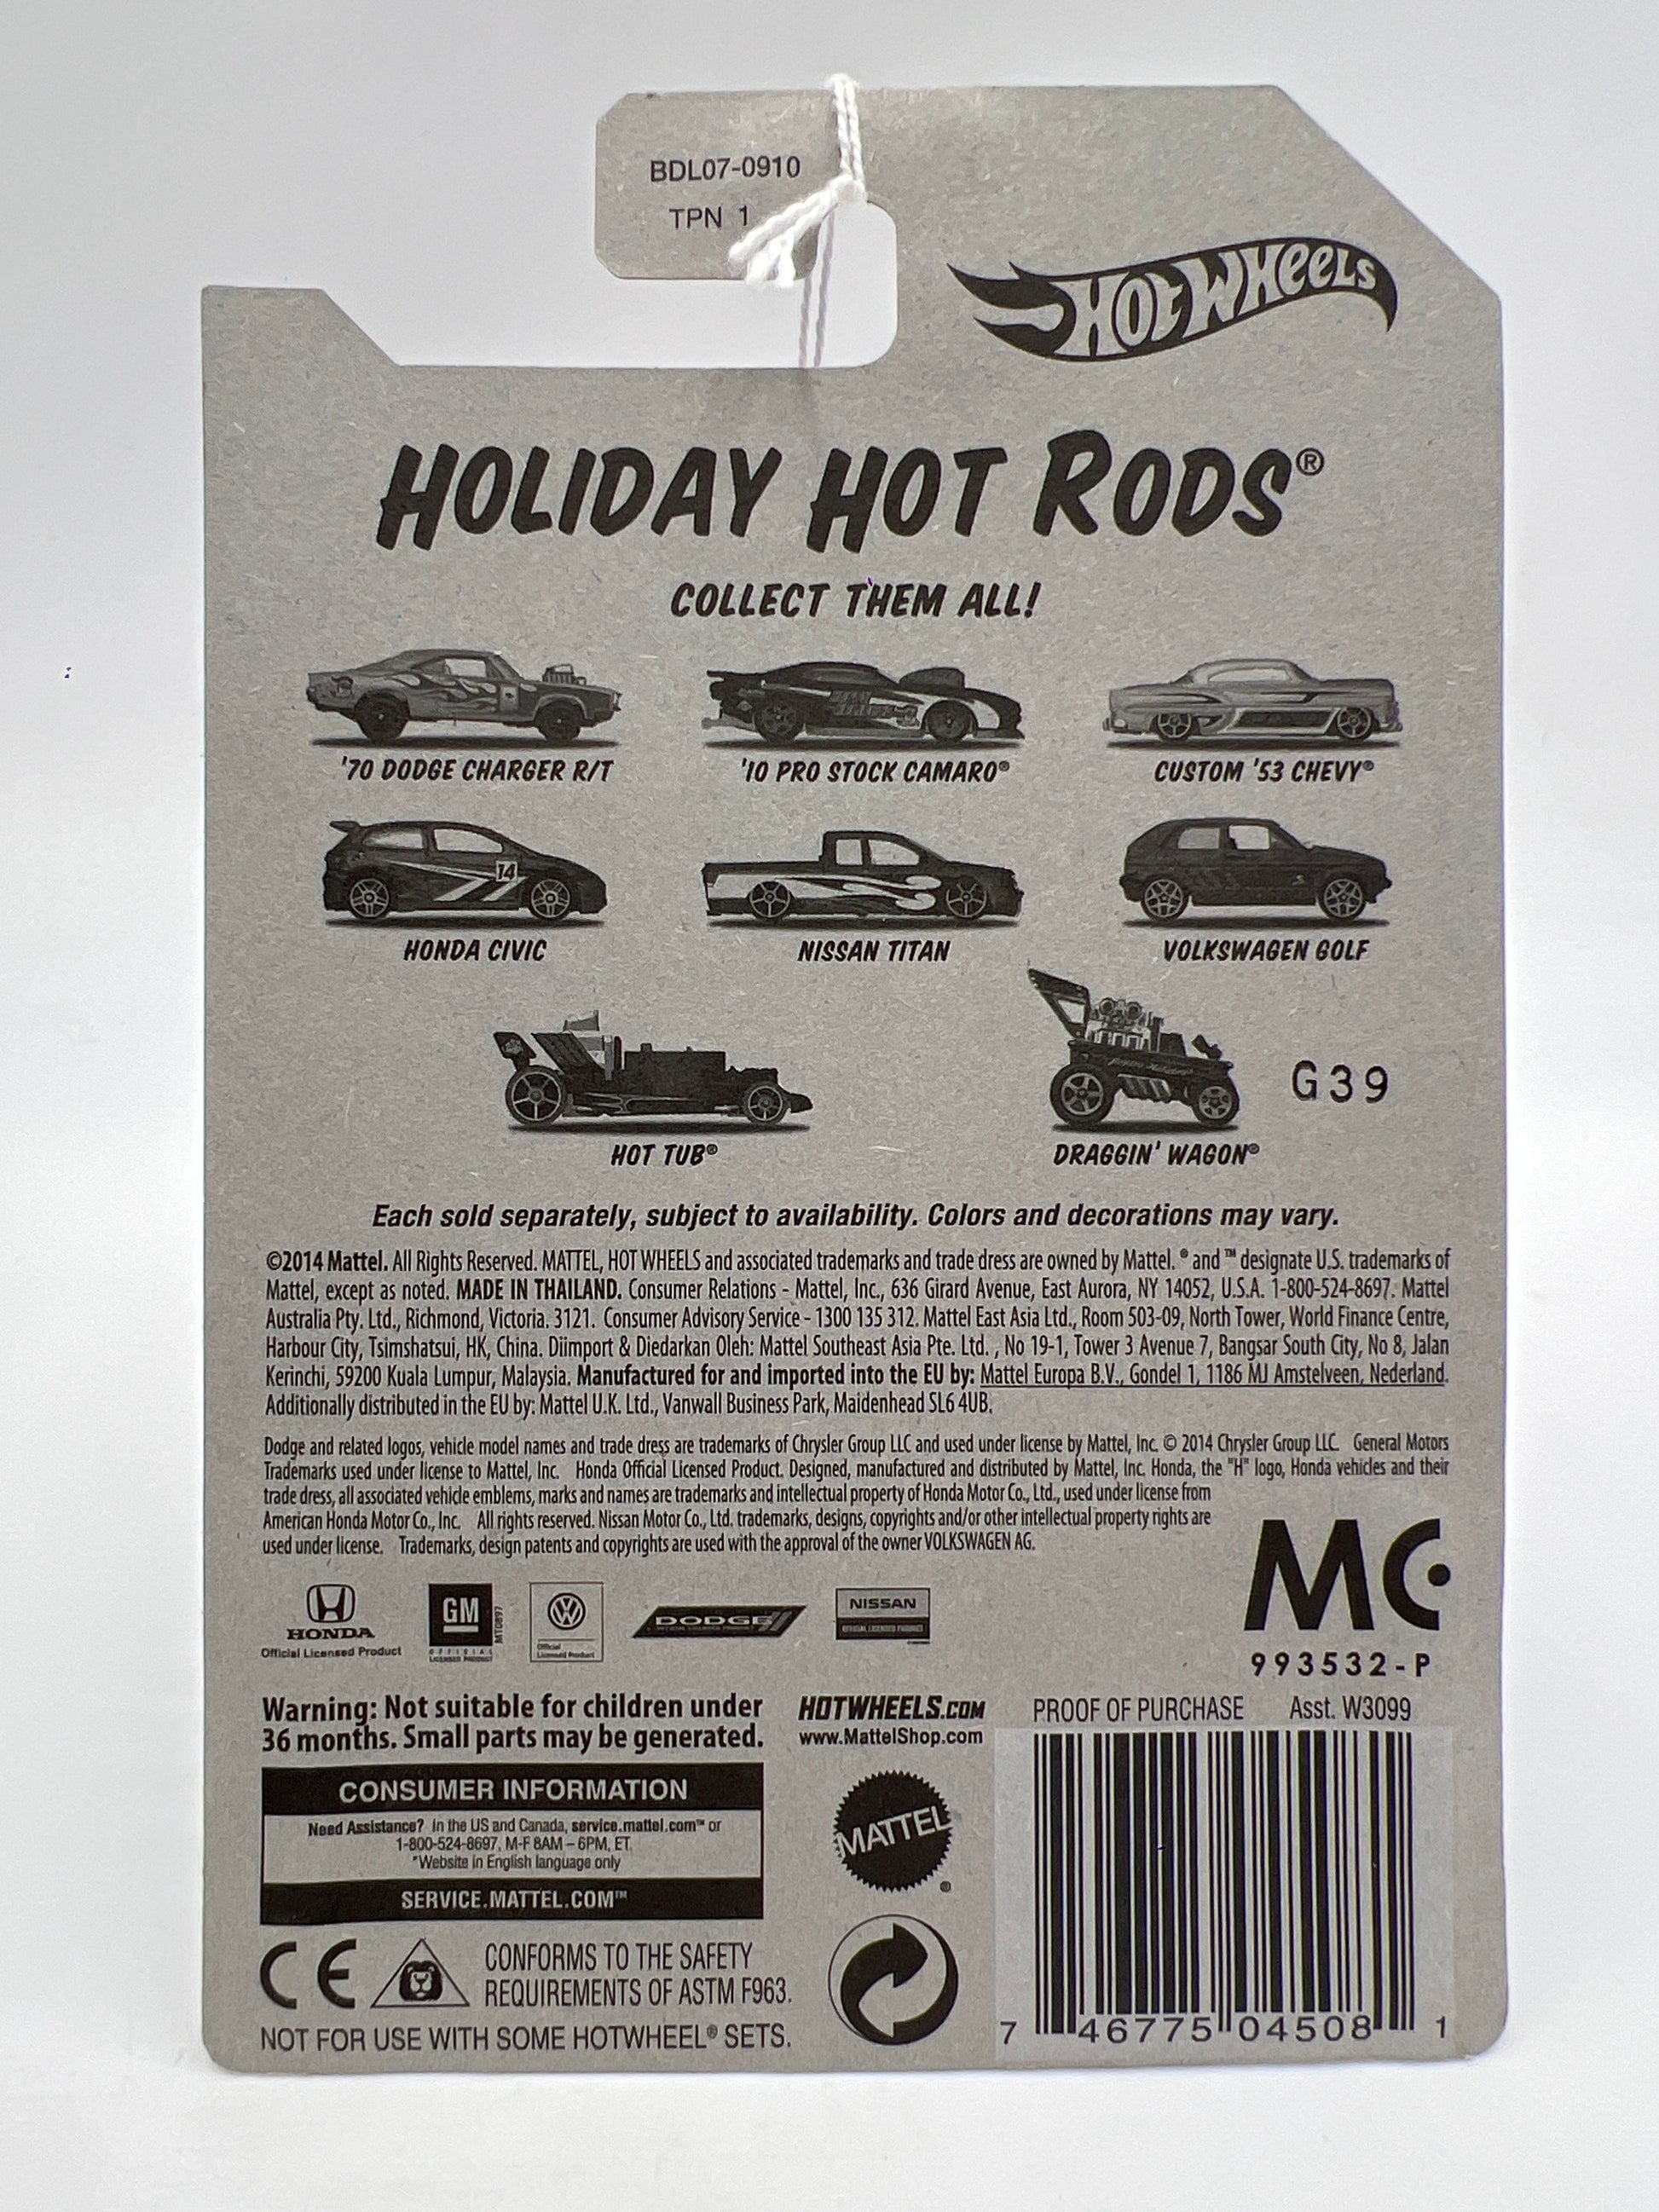 BDL07-0910
TPN 1
HOT WHEELS
HOLIDAY HOT RODS®
COLLECT THEM ALL!
'70 DODGE CHARGER R/T
'10 PRO STOCK CAMARO®
CUSTOM '53 CHEVY®
14
HONDA CIVIC
NISSAN TITAN
VOLKSWAGEN GOLF
G39
HOT TUB®
DRAGGIN' WAGON®
Each sold separately, subject to availability. Colors and decorations may vary.
©2014 Mattel. All Rights Reserved. MATTEL, HOT WHEELS and associated trademarks and trade dress are owned by Mattel. ® and ™ designate U.S. trademarks of
Mattel, except as noted. MADE IN THAILAND. Consumer Relations - Mattel, Inc., 636 Girard Avenue, East Aurora, NY 14052, U.S.A. 1-800-524-8697. Mattel
Australia Pty. Ltd., Richmond, Victoria. 3121. Consumer Advisory Service - 1300 135 312. Mattel East Asia Ltd., Room 503-09, North Tower, World Finance Centre,
Harbour City, Tsimshatsui, HK, China. Diimport & Diedarkan Oleh: Mattel Southeast Asia Pte. Ltd. , No 19-1, Tower 3 Avenue 7, Bangsar South City, No 8, Jalan
Kerinchi, 59200 Kuala Lumpur, Malaysia. Manufactured for and imported into the EU by: Mattel Europa B.V., Gondel 1, 1186 MJ Amstelveen, Nederland.
Additionally distributed in the EU by: Mattel U.K. Ltd., Vanwall Business Park, Maidenhead SL6 4UB.
Dodge and related logos, vehicle model names and trade dress are trademarks of Chrysler Group LLC and used under license by Mattel, Inc. © 2014 Chrysler Group LLC. General Motors
Trademarks used under license to Mattel, Inc. Honda Official Licensed Product. Designed, manufactured and distributed by Mattel, Inc. Honda, the "H" logo, Honda vehicles and their
trade dress, all associated vehicle emblems, marks and names are trademarks and intellectual property of Honda Motor Co., Ltd., used under license from
American Honda Motor Co., Inc. All rights reserved. Nissan Motor Co., Ltd. trademarks, designs, copyrights and/or other intellectual property rights are
used under license. Trademarks, design patents and copyrights are used with the approval of the owner VOLKSWAGEN AG.
HONDA
Official Licensed Product
GM
OFFICIAL
LICENSED PRODUCT
MT0897
VW
Official
Licensed Product
DODGE
OFFICIAL LICENSED PRODUCT
NISSAN
OFFICIAL LICENSED PRODUCT
MC
993532-P
Warning: Not suitable for children under
36 months. Small parts may be generated.
HOTWHEELS.COM
www.MattelShop.com
PROOF OF PURCHASE Asst. W3099
CONSUMER INFORMATION
Need Assistance? In the US and Canada, service.mattel.com™ or
1-800-524-8697, M-F 8AM – 6PM, ET.
*Website in English language only
SERVICE.MATTEL.COM™
MATTEL®
CE
CONFORMS TO THE SAFETY
REQUIREMENTS OF ASTM F963.
NOT FOR USE WITH SOME HOTWHEEL® SETS.
7 46775 04508 1